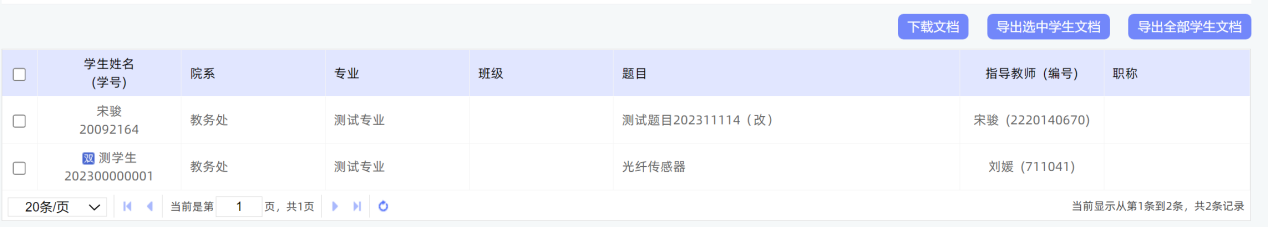 下载文档 导出选中学生文档 导出全部学生文档
学生姓名
(学号) 院系 专业 班级 题目 指导教师 (编号) 职称
宋骏
20092164 教务处 测试专业 测试题目202311114（改） 宋骏 (2220140670)
双 测学生
202300000001 教务处 测试专业 光纤传感器 刘媛 (711041)
20条/页 当前是第 1 页，共1页 当前显示从第1条到2条，共2条记录